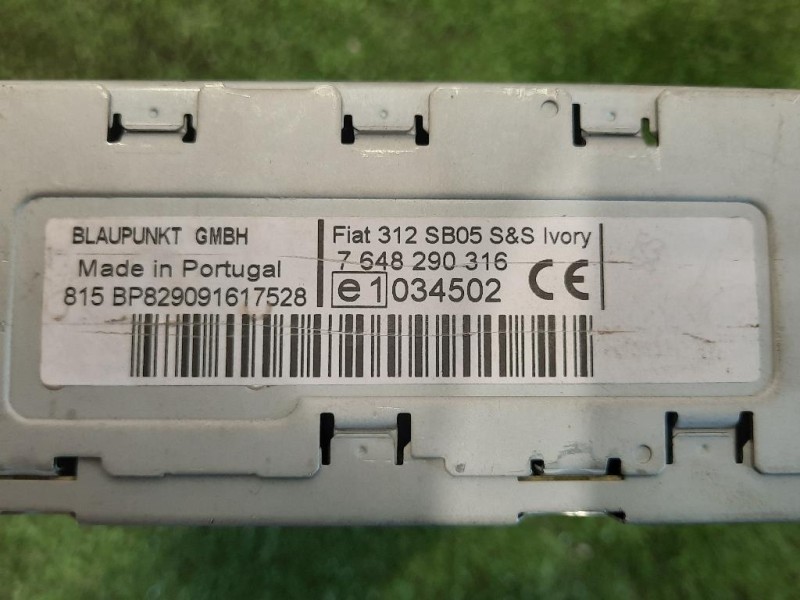 BLAUPUNKT GMBH
Made in Portugal
815 BP829091617528
Fiat 312 SB05 S&S Ivory
7 648 290 316
e1 034502 CE